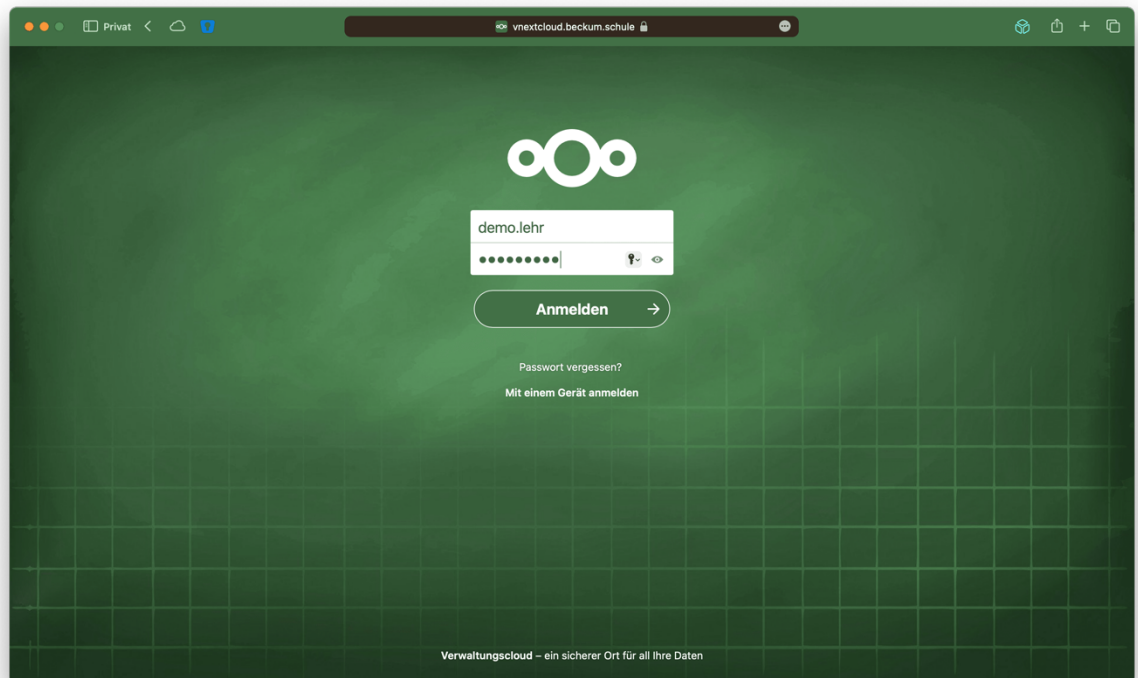 Privat
vnextcloud.beckum.schule
demo.lehr
Anmelden
Passwort vergessen?
Mit einem Gerät anmelden
Verwaltungscloud – ein sicherer Ort für all Ihre Daten